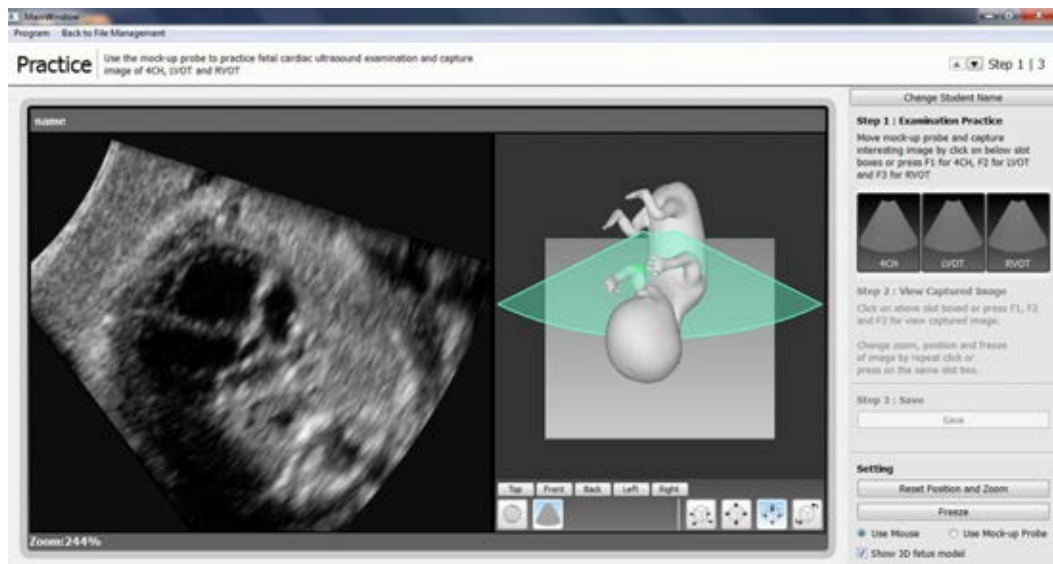 MainWindow
Program Back to File Management
Practice
Use the mock-up probe to practice fetal cardiac ultrasound examination and capture
image of 4CH, LVOT and RVOT
Step 1 | 3
name
Change Student Name
Step 1 : Examination Practice
Move mock-up probe and capture
interesting image by click on below slot
boxes or press F1 for 4CH, F2 for LVOT
and F3 for RVOT
4CH LVOT RVOT
Step 2 : View Captured Image
Click on above slot boxed or press F1, F2
and F3 for view captured image.
Change zoom, position and freeze
of image by repeat click or
press on the same slot box.
Step 3 : Save
Save
Top Front Back Left Right
Zoom:244%
Setting
Reset Position and Zoom
Freeze
Use Mouse Use Mock-up Probe
Show 3D fetus model